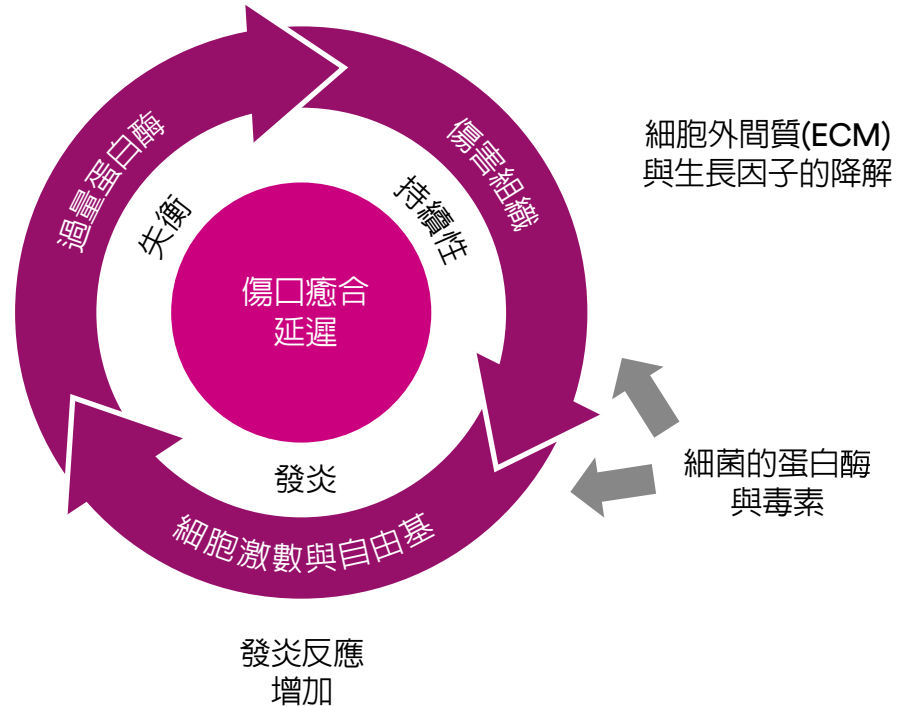 過量蛋白酶
傷害組織
細胞外間質(ECM)
與生長因子的降解
失衡
持續性
傷口癒合
延遲
發炎
細胞激數與自由基
細菌的蛋白酶
與毒素
發炎反應
增加